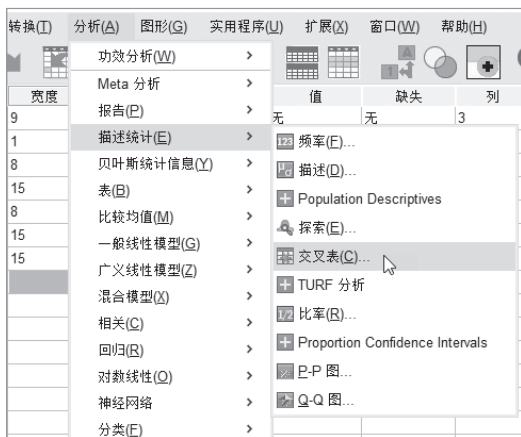 转换(T) 分析(A) 图形(G) 实用程序(U) 扩展(X) 窗口(W) 帮助(H)
宽度 值 缺失 列
9 无 无 3
1
8
15
8
15
15
功效分析(W)
Meta 分析
报告(P)
描述统计(E)
贝叶斯统计信息(Y)
表(B)
比较均值(M)
一般线性模型(G)
广义线性模型(Z)
混合模型(X)
相关(C)
回归(R)
对数线性(O)
神经网络
分类(F)
123 频率(F)...
描述(D)...
Population Descriptives
探索(E)...
交叉表(C)...
TURF 分析
1/2 比率(R)...
Proportion Confidence Intervals
P-P 图...
Q-Q 图...